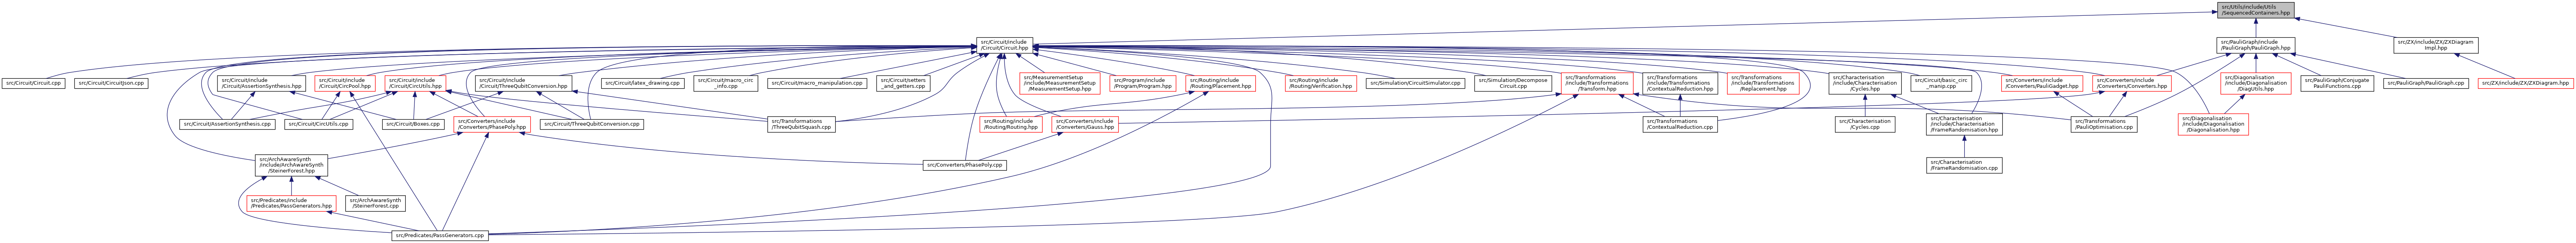 src/Utils/include/Utils
/SequencedContainers.hpp
src/Circuit/include
/Circuit/Circuit.hpp
src/PauliGraph/include
/PauliGraph/PauliGraph.hpp
src/ZX/include/ZX/ZXDiagram
Impl.hpp
src/Circuit/Circuit.cpp
src/Circuit/CircuitJson.cpp
src/Circuit/include
/Circuit/AssertionSynthesis.hpp
src/Circuit/include
/Circuit/CircPool.hpp
src/Circuit/include
/Circuit/CircUtils.hpp
src/Circuit/include
/Circuit/ThreeQubitConversion.hpp
src/Circuit/latex_drawing.cpp
src/Circuit/macro_circ
_info.cpp
src/Circuit/macro_manipulation.cpp
src/Circuit/setters
_and_getters.cpp
src/MeasurementSetup
/include/MeasurementSetup
/MeasurementSetup.hpp
src/Program/include
/Program/Program.hpp
src/Routing/include
/Routing/Placement.hpp
src/Routing/include
/Routing/Verification.hpp
src/Simulation/CircuitSimulator.cpp
src/Simulation/Decompose
Circuit.cpp
src/Transformations
/include/Transformations
/Transform.hpp
src/Transformations
/include/Transformations
/ContextualReduction.hpp
src/Transformations
/include/Transformations
/Replacement.hpp
src/Characterisation
/include/Characterisation
/Cycles.hpp
src/Circuit/basic_circ
_manip.cpp
src/Converters/include
/Converters/PauliGadget.hpp
src/Converters/include
/Converters/Converters.hpp
src/Diagonalisation
/include/Diagonalisation
/DiagUtils.hpp
src/PauliGraph/Conjugate
PauliFunctions.cpp
src/PauliGraph/PauliGraph.cpp
src/ZX/include/ZX/ZXDiagram.hpp
src/Circuit/AssertionSynthesis.cpp
src/Circuit/CircUtils.cpp
src/Circuit/Boxes.cpp
src/Converters/include
/Converters/PhasePoly.hpp
src/Circuit/ThreeQubitConversion.cpp
src/Transformations
/ThreeQubitSquash.cpp
src/Routing/include
/Routing/Routing.hpp
src/Converters/include
/Converters/Gauss.hpp
src/Transformations
/ContextualReduction.cpp
src/Characterisation
/Cycles.cpp
src/Characterisation
/include/Characterisation
/FrameRandomisation.hpp
src/Transformations
/PauliOptimisation.cpp
src/Diagonalisation
/include/Diagonalisation
/Diagonalisation.hpp
src/ArchAwareSynth
/include/ArchAwareSynth
/SteinerForest.hpp
src/Converters/PhasePoly.cpp
src/Characterisation
/FrameRandomisation.cpp
src/Predicates/include
/Predicates/PassGenerators.hpp
src/ArchAwareSynth
/SteinerForest.cpp
src/Predicates/PassGenerators.cpp